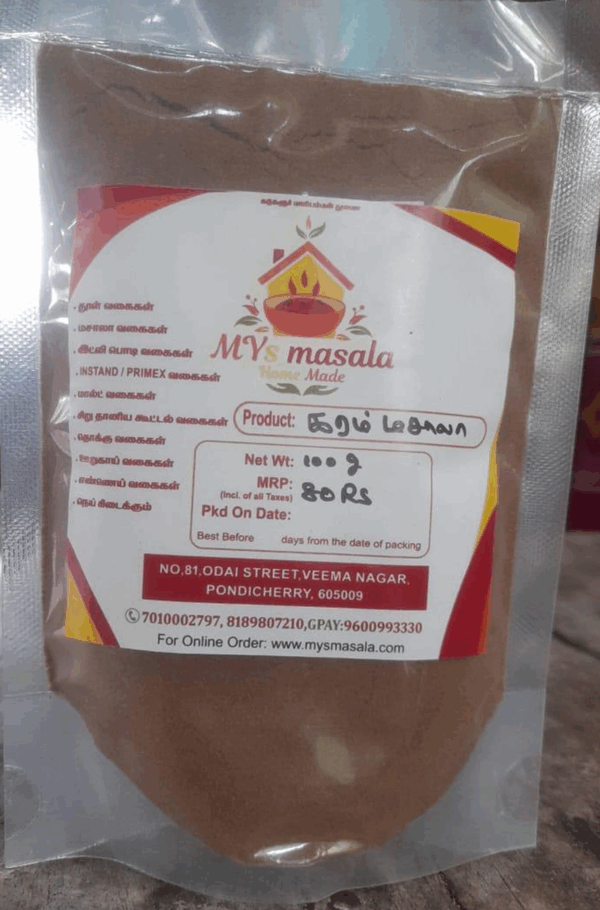 MYs masala
Home Made
. தூள் வகைகள்
. மசாலா வகைகள்
. இட்லி பொடி வகைகள்
. INSTAND / PRIMEX வகைகள்
. மால்ட் வகைகள்
. சிறு தானிய கூட்டல் வகைகள்
. தொக்கு வகைகள்
. ஊறுகாய் வகைகள்
. எண்ணெய் வகைகள்
. நெய் கிடைக்கும்
Product: கரம் மசாலா
Net Wt: 100 g
MRP: 80 RS
(Incl. of all Taxes)
Pkd On Date:
Best Before days from the date of packing
NO,81,ODAI STREET,VEEMA NAGAR,
PONDICHERRY, 605009
7010002797, 8189807210,GPAY:9600993330
For Online Order: www.mysmasala.com